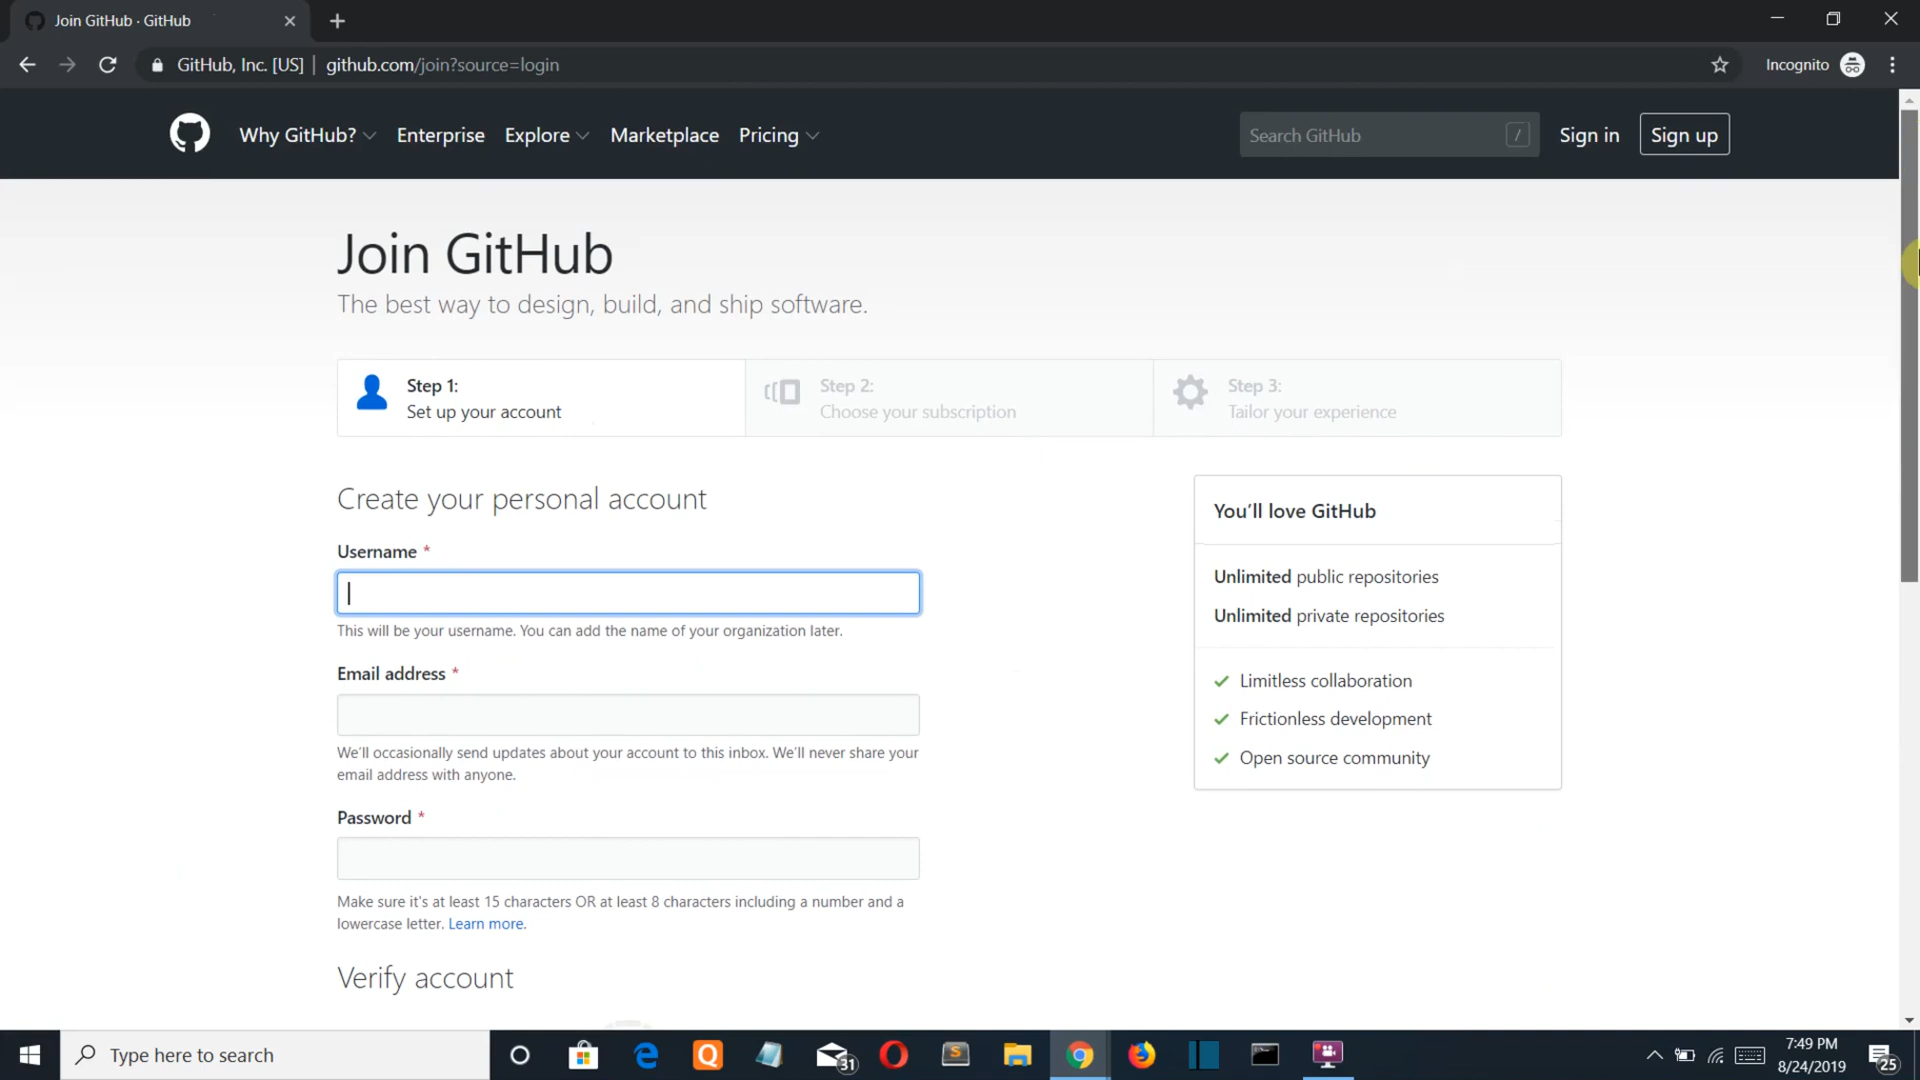 Join GitHub · GitHub
GitHub, Inc. [US] | github.com/join?source=login
Incognito
Why GitHub? Enterprise Explore Marketplace Pricing
Search GitHub /
Sign in
Sign up
Join GitHub
The best way to design, build, and ship software.
Step 1:
Set up your account
Step 2:
Choose your subscription
Step 3:
Tailor your experience
Create your personal account
Username *
This will be your username. You can add the name of your organization later.
Email address *
We'll occasionally send updates about your account to this inbox. We'll never share your
email address with anyone.
Password *
Make sure it's at least 15 characters OR at least 8 characters including a number and a
lowercase letter. Learn more.
Verify account
You'll love GitHub
Unlimited public repositories
Unlimited private repositories
Limitless collaboration
Frictionless development
Open source community
Type here to search
Q
31
S
7:49 PM
8/24/2019
25